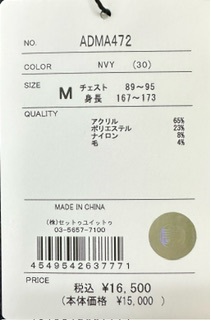 NO. ADMA472
COLOR NVY (30)
SIZE M チェスト 89～95
身長 167～173
QUALITY
アクリル 65%
ポリエステル 23%
ナイロン 8%
毛 4%
MADE IN CHINA
(株)セットゥユイットゥ
03-5657-7100
4549542637771
PRICE
税込 ¥16,500
(本体価格 ¥15,000)